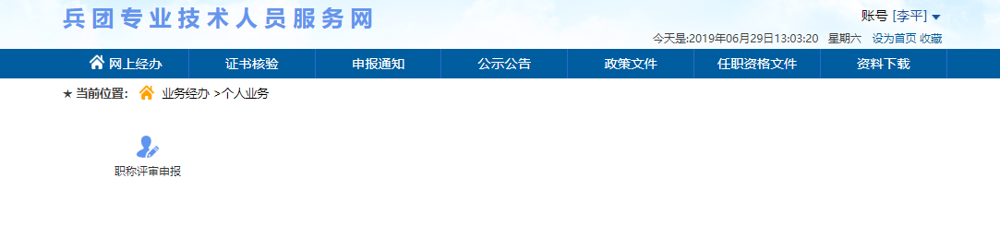 兵团专业技术人员服务网
账号 [李平]
今天是:2019年06月29日13:03:20 星期六 设为首页 收藏
网上经办 证书核验 申报通知 公示公告 政策文件 任职资格文件 资料下载
★ 当前位置： 业务经办 >个人业务
职称评审申报